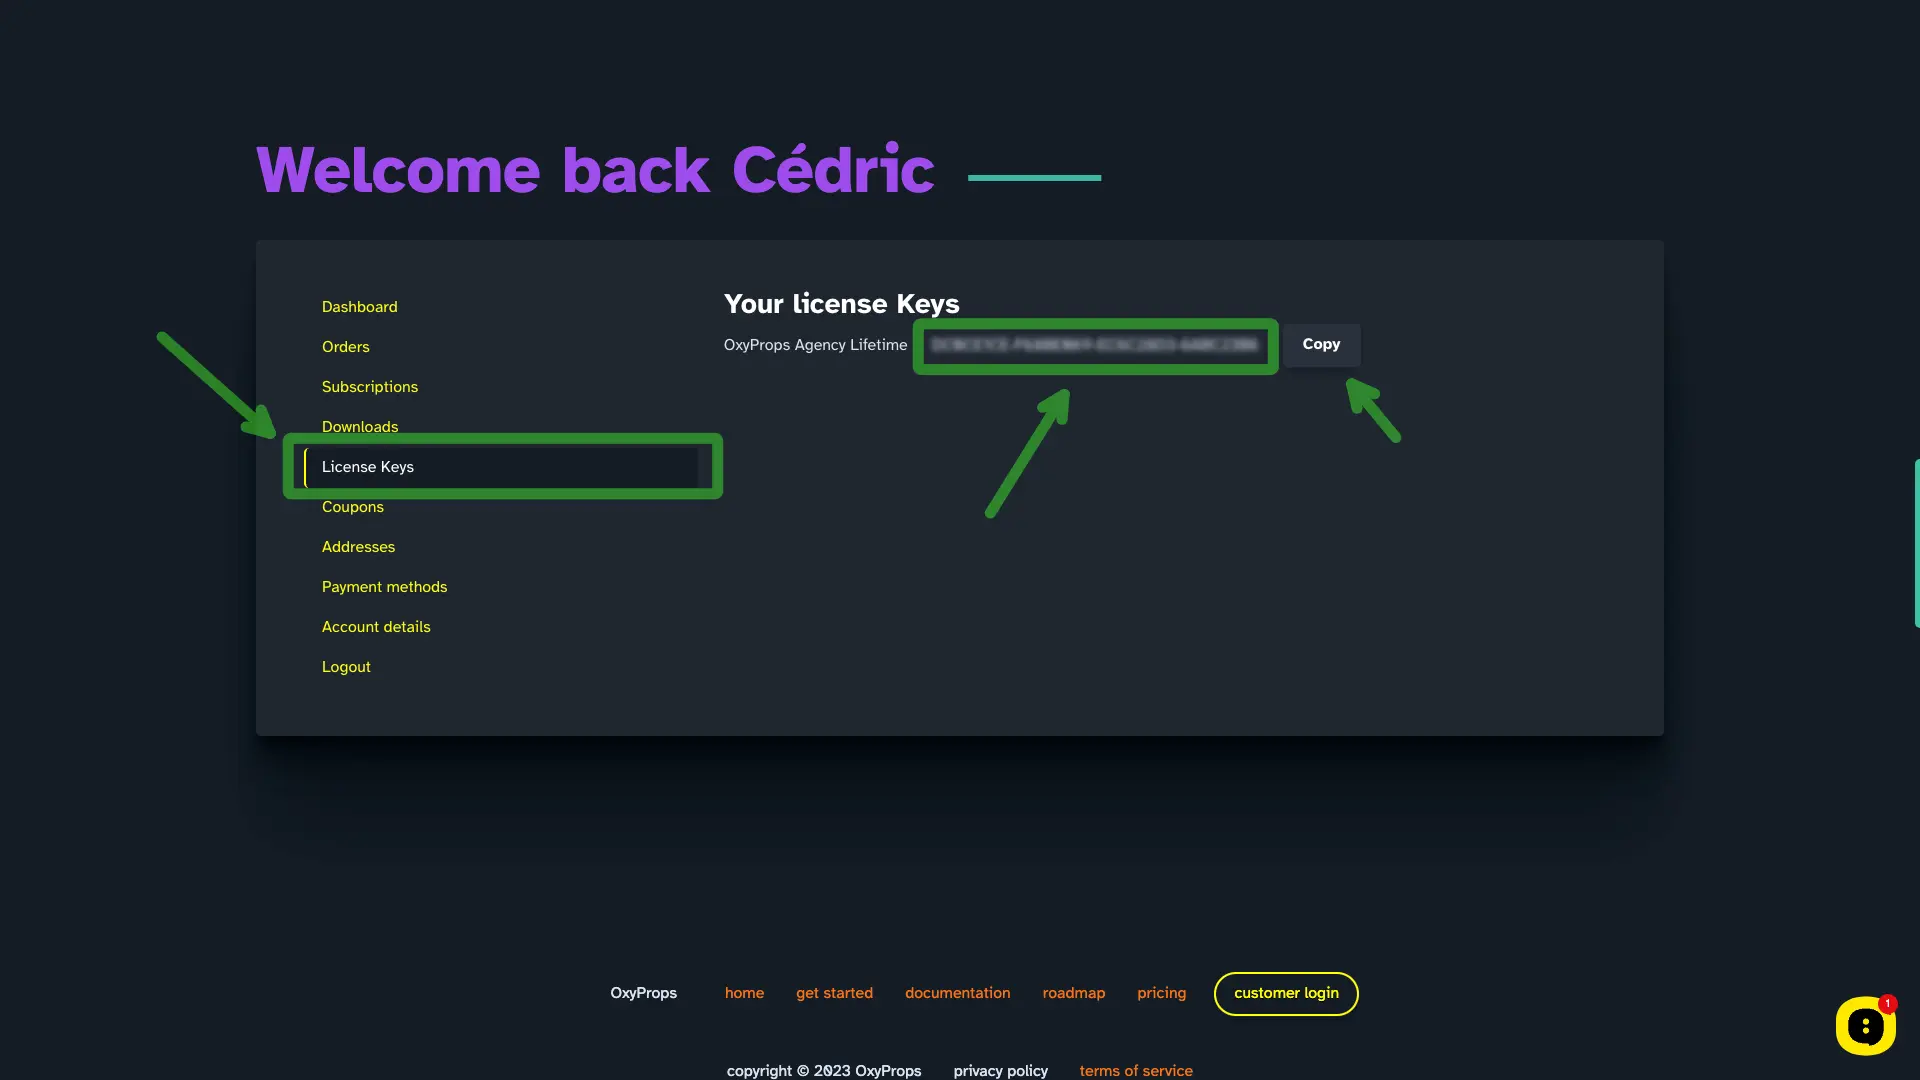 Welcome back Cédric
Dashboard
Orders
Subscriptions
Downloads
License Keys
Coupons
Addresses
Payment methods
Account details
Logout
Your license Keys
OxyProps Agency Lifetime
Copy
OxyProps home get started documentation roadmap pricing customer login
1
copyright © 2023 OxyProps privacy policy terms of service